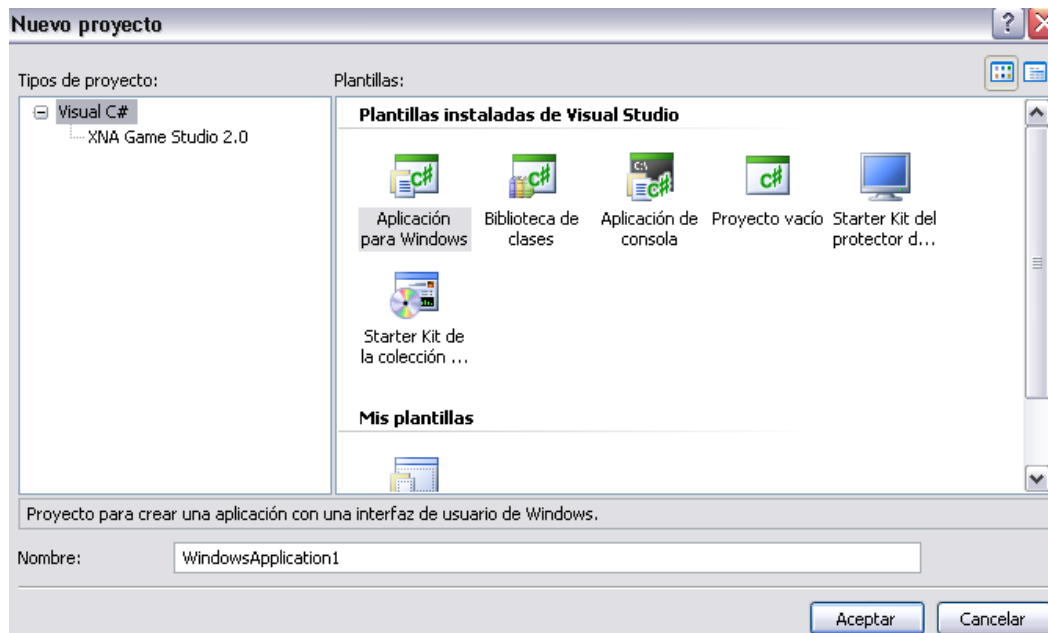 Nuevo proyecto
Tipos de proyecto:
Plantillas:
Visual C#
XNA Game Studio 2.0
Plantillas instaladas de Visual Studio
Aplicación
para Windows
Biblioteca de
clases
Aplicación de
consola
Proyecto vacío
Starter Kit del
protector d...
Starter Kit de
la colección ...
Mis plantillas
Proyecto para crear una aplicación con una interfaz de usuario de Windows.
Nombre:
WindowsApplication1
Aceptar
Cancelar